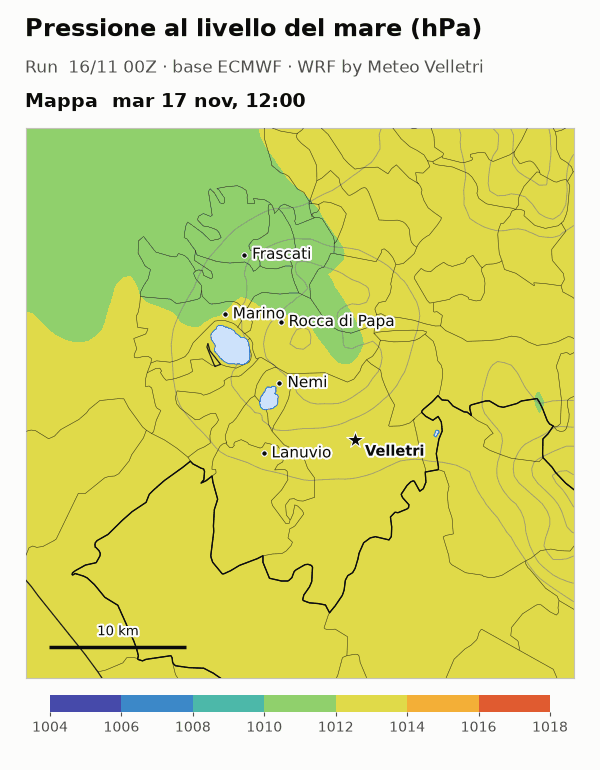 Pressione al livello del mare (hPa)
Run  16/11 00Z · base ECMWF · WRF by Meteo Velletri
Mappa  mar 17 nov, 12:00
Frascati
Marino
Rocca di Papa
Nemi
Velletri
Lanuvio
10 km
1004 1006 1008 1010 1012 1014 1016 1018